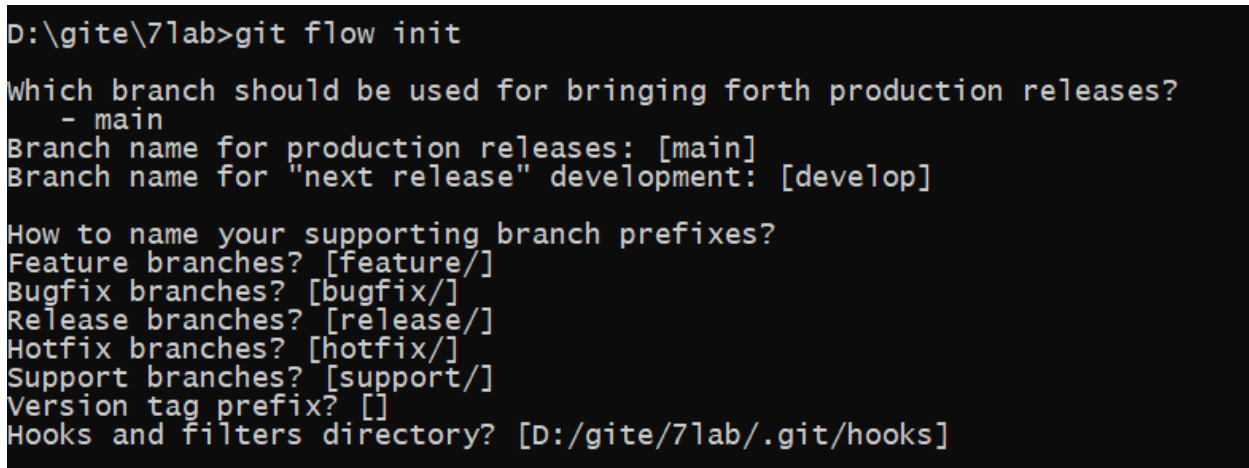 D:\gite\7lab>git flow init
Which branch should be used for bringing forth production releases?
- main
Branch name for production releases: [main]
Branch name for "next release" development: [develop]
How to name your supporting branch prefixes?
Feature branches? [feature/]
Bugfix branches? [bugfix/]
Release branches? [release/]
Hotfix branches? [hotfix/]
Support branches? [support/]
Version tag prefix? []
Hooks and filters directory? [D:/gite/7lab/.git/hooks]